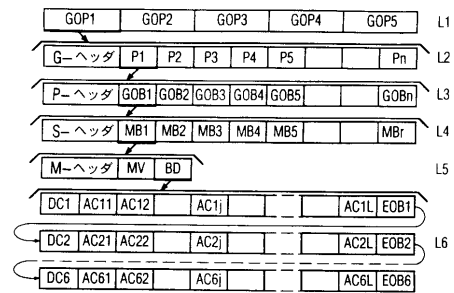 GOP1 GOP2 GOP3 GOP4 GOP5 L1
G-ヘッダ P1 P2 P3 P4 P5 Pn L2
P-ヘッダ GOB1 GOB2 GOB3 GOB4 GOB5 GOBn L3
S-ヘッダ MB1 MB2 MB3 MB4 MB5 MBr L4
M-ヘッダ MV BD L5
DC1 AC11 AC12 AC1j AC1L EOB1
DC2 AC21 AC22 AC2j AC2L EOB2 L6
DC6 AC61 AC62 AC6j AC6L EOB6